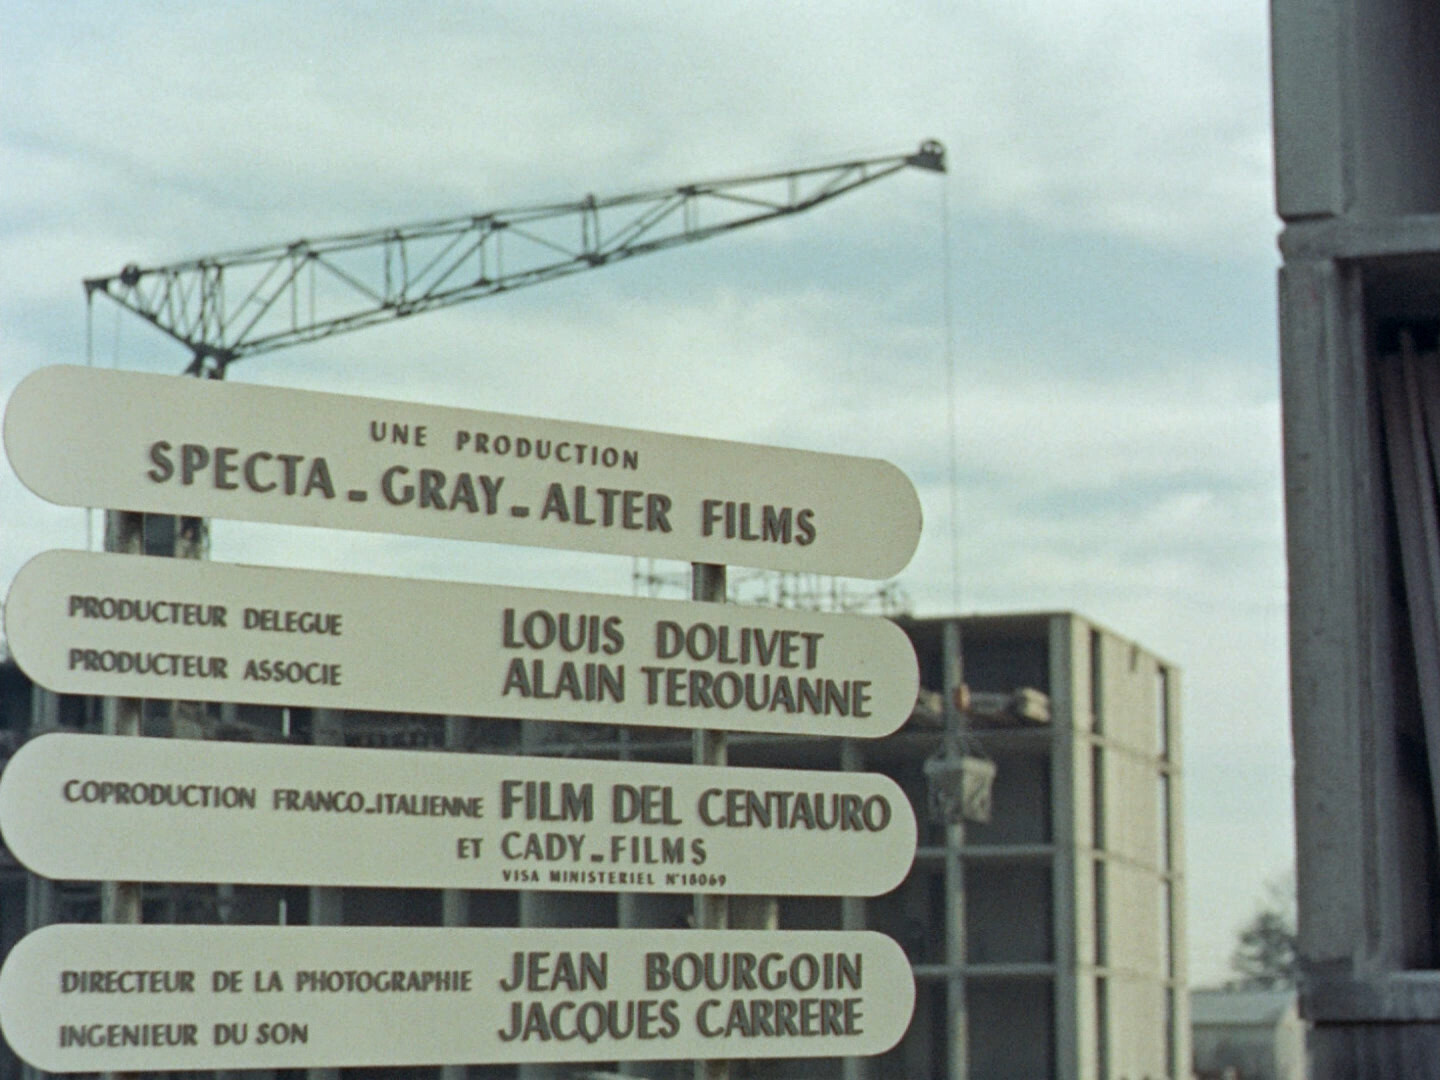 UNE PRODUCTION
SPECTA_GRAY_ALTER FILMS
PRODUCTEUR DELEGUE LOUIS DOLIVET
PRODUCTEUR ASSOCIE ALAIN TEROUANNE
COPRODUCTION FRANCO_ITALIENNE FILM DEL CENTAURO
ET CADY_FILMS
VISA MINISTERIEL N°18069
DIRECTEUR DE LA PHOTOGRAPHIE JEAN BOURGOIN
INGENIEUR DU SON JACQUES CARRERE